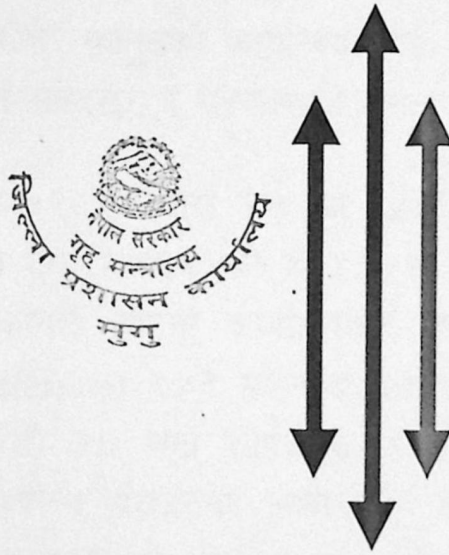 नेपाल सरकार
गृह मन्त्रालय
जिल्ला प्रशासन कार्यालय
मुगु